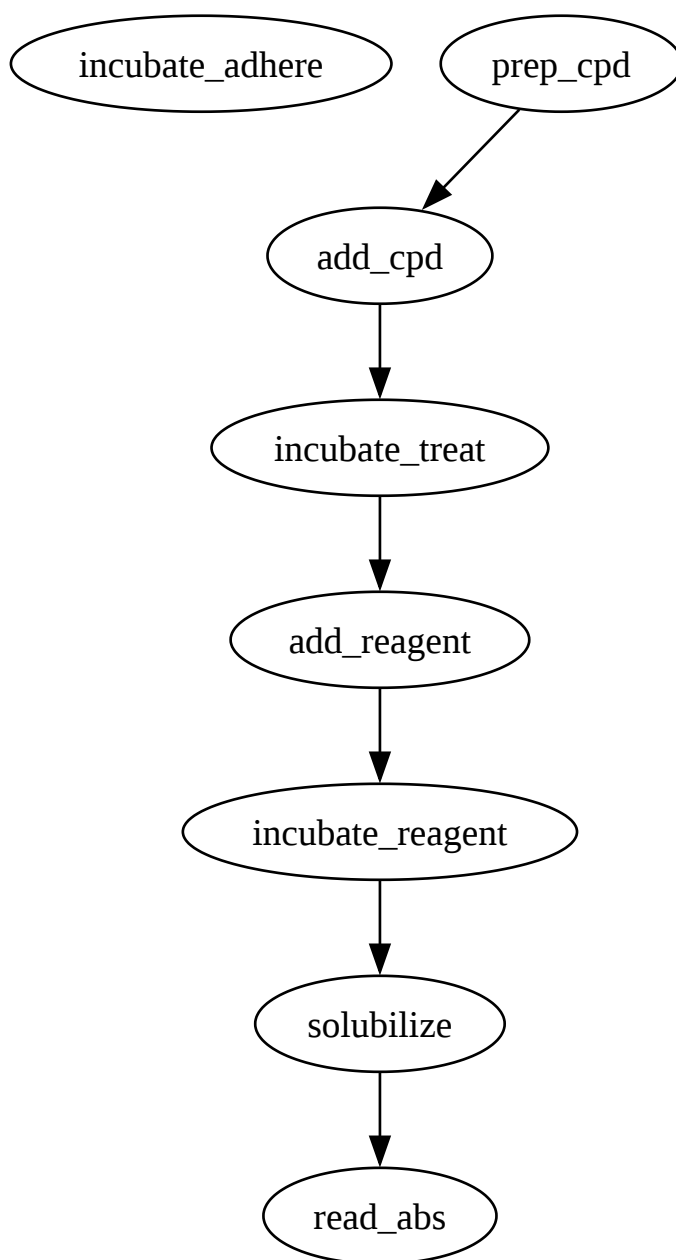 incubate_adhere
prep_cpd
add_cpd
incubate_treat
add_reagent
incubate_reagent
solubilize
read_abs